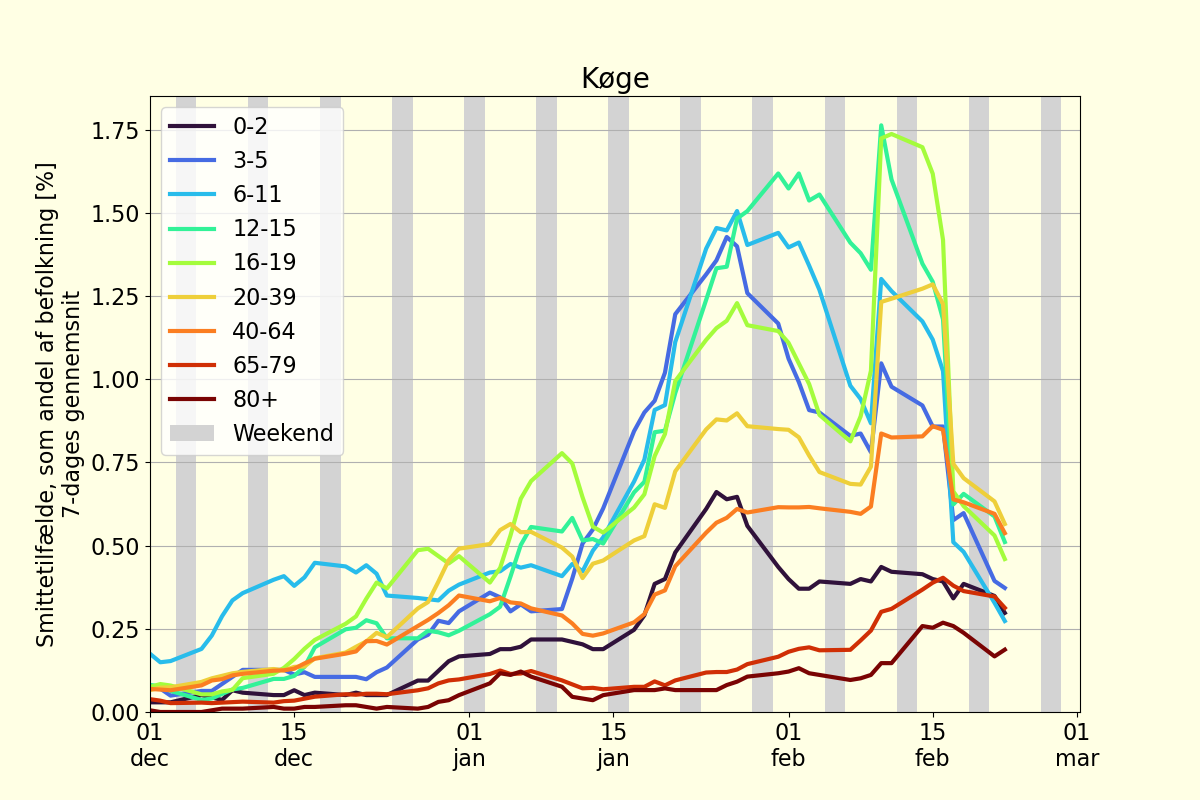 Køge
Smittetilfælde, som andel af befolkning [%]
7-dages gennemsnit
1.75
1.50
1.25
1.00
0.75
0.50
0.25
0.00
0-2
3-5
6-11
12-15
16-19
20-39
40-64
65-79
80+
Weekend
01 15 01 15 01 15 01
dec dec jan jan feb feb mar